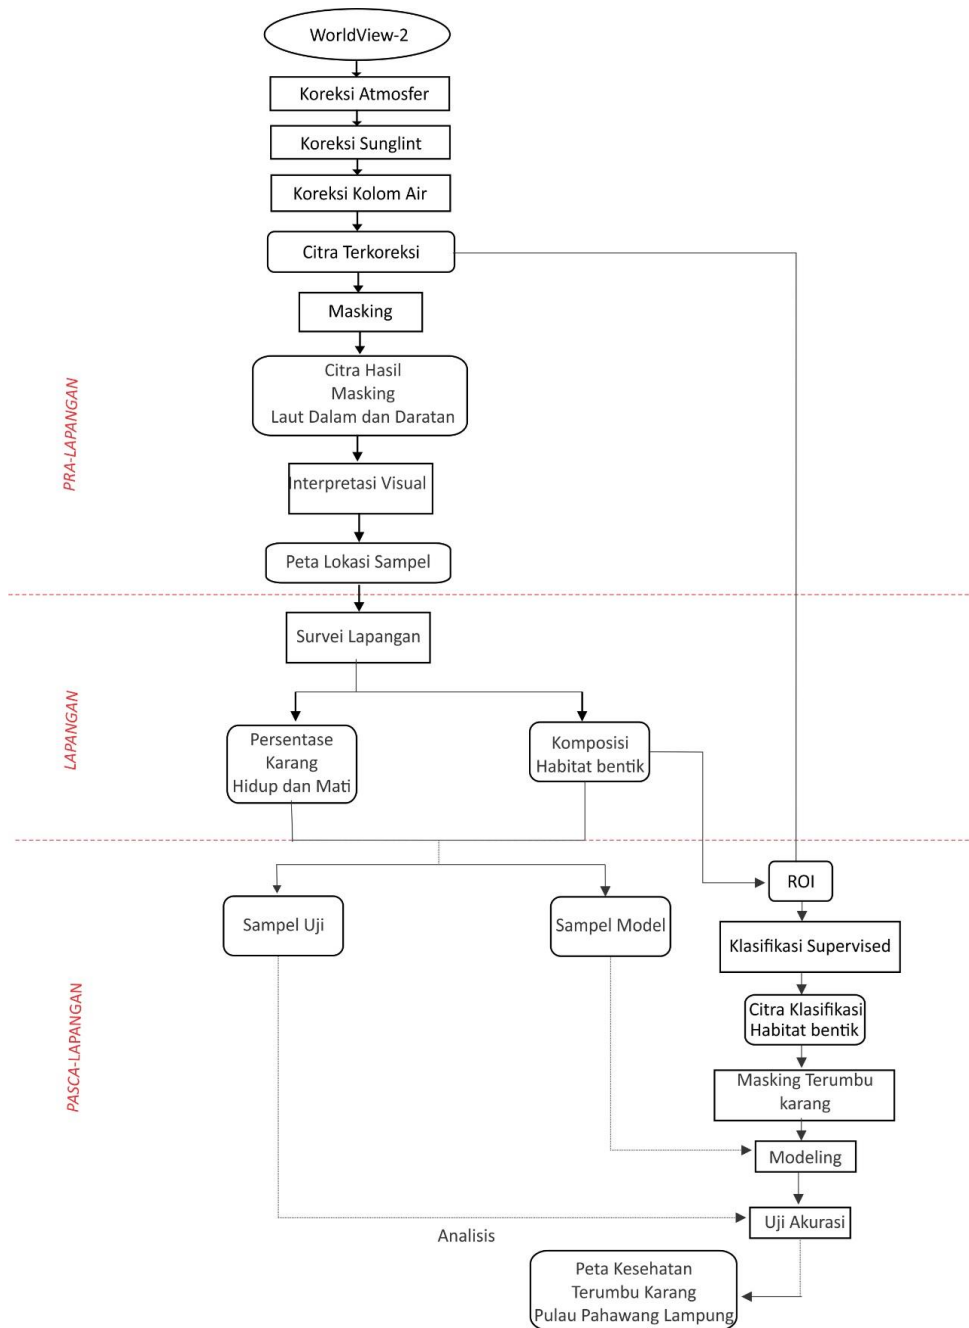 WorldView-2
Koreksi Atmosfer
Koreksi Sunglint
Koreksi Kolom Air
Citra Terkoreksi
Masking
Citra Hasil
Masking
Laut Dalam dan Daratan
Interpretasi Visual
Peta Lokasi Sampel
PRA-LAPANGAN
Survei Lapangan
Persentase
Karang
Hidup dan Mati
Komposisi
Habitat bentik
LAPANGAN
Sampel Uji
Sampel Model
ROI
Klasifikasi Supervised
Citra Klasifikasi
Habitat bentik
Masking Terumbu
karang
Modeling
Uji Akurasi
Analisis
Peta Kesehatan
Terumbu Karang
Pulau Pahawang Lampung
PASCA-LAPANGAN